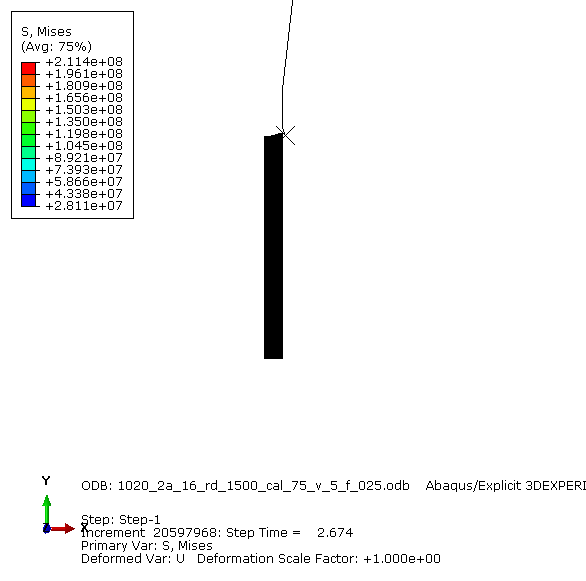 S, Mises
(Avg: 75%)
+2.114e+08
+1.961e+08
+1.809e+08
+1.656e+08
+1.503e+08
+1.350e+08
+1.198e+08
+1.045e+08
+8.921e+07
+7.393e+07
+5.866e+07
+4.338e+07
+2.811e+07
Y
X
Z
ODB: 1020_2a_16_rd_1500_cal_75_v_5_f_025.odb Abaqus/Explicit 3DEXPERI
Step: Step-1
Increment 20597968: Step Time = 2.674
Primary Var: S, Mises
Deformed Var: U Deformation Scale Factor: +1.000e+00